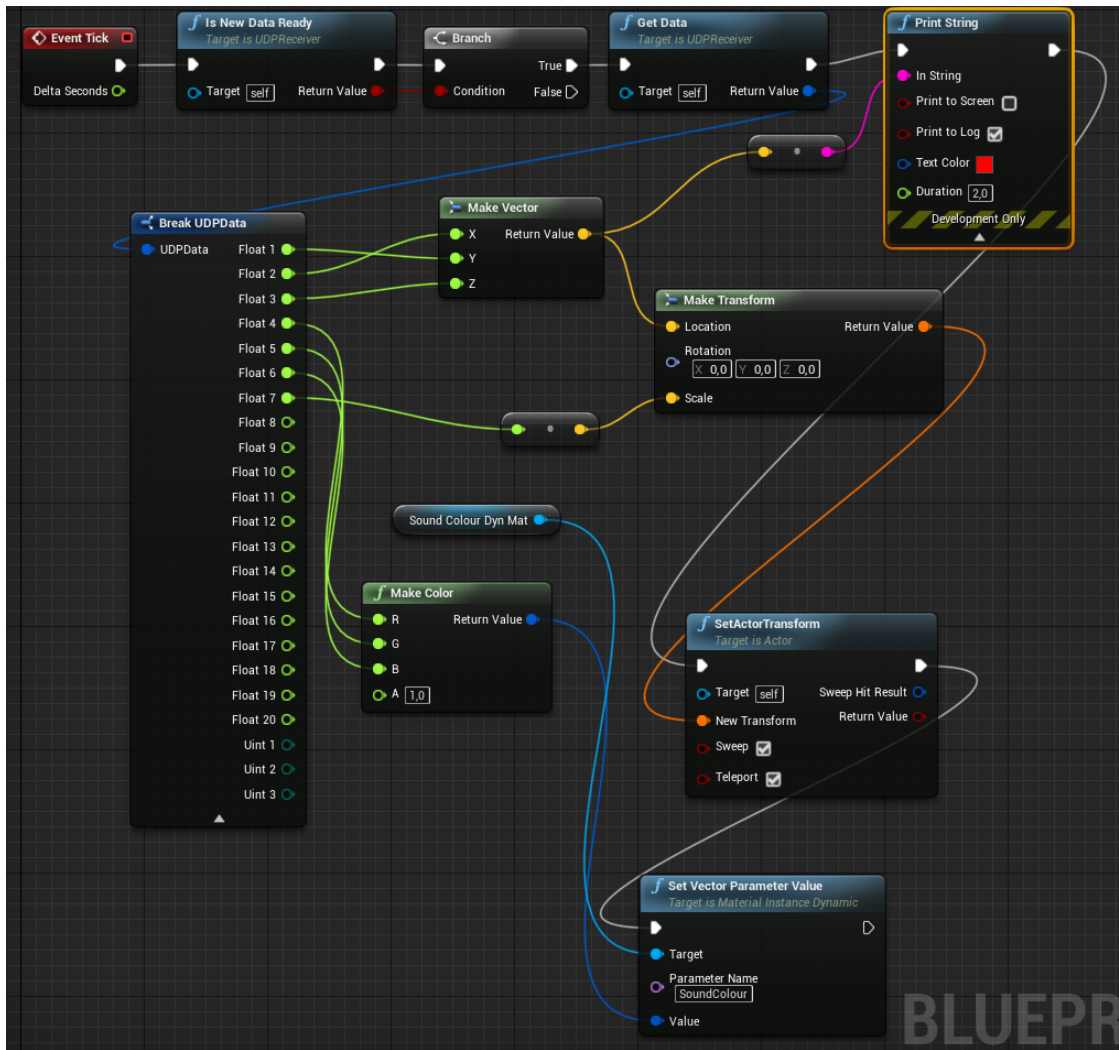 Event Tick
Delta Seconds
f Is New Data Ready
Target is UDPReceiver
Target self Return Value
Branch
True
Condition False
f Get Data
Target is UDPReceiver
Target self Return Value
f Print String
In String
Print to Screen
Print to Log
Text Color
Duration 2,0
Development Only
Break UDPData
UDPData Float 1
Float 2
Float 3
Float 4
Float 5
Float 6
Float 7
Float 8
Float 9
Float 10
Float 11
Float 12
Float 13
Float 14
Float 15
Float 16
Float 17
Float 18
Float 19
Float 20
Uint 1
Uint 2
Uint 3
Make Vector
X Return Value
Y
Z
Make Transform
Location Return Value
Rotation
X 0,0 Y 0,0 Z 0,0
Scale
Sound Colour Dyn Mat
f Make Color
R Return Value
G
B
A 1,0
f SetActorTransform
Target is Actor
Target self Sweep Hit Result
New Transform Return Value
Sweep
Teleport
f Set Vector Parameter Value
Target is Material Instance Dynamic
Target
Parameter Name
SoundColour
Value
BLUEPR